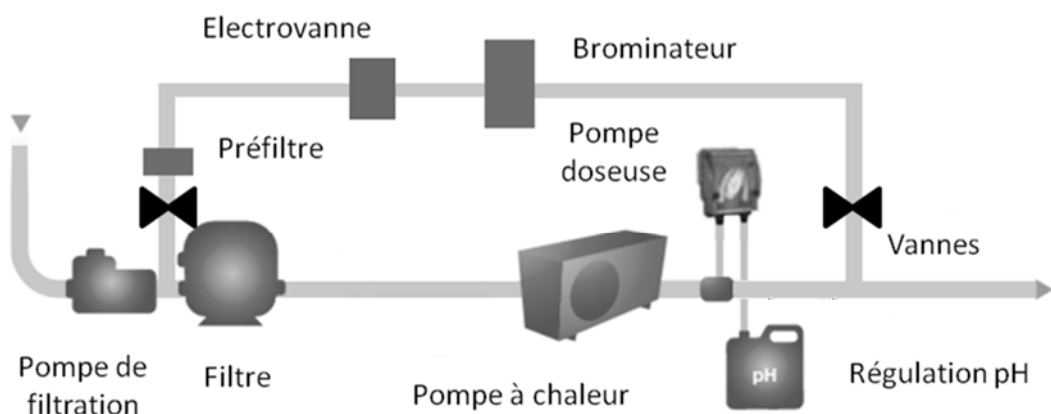 Electrovanne
Brominateur
Préfiltre
Pompe
doseuse
Vannes
Pompe de
filtration
Filtre
Pompe à chaleur
pH
Régulation pH